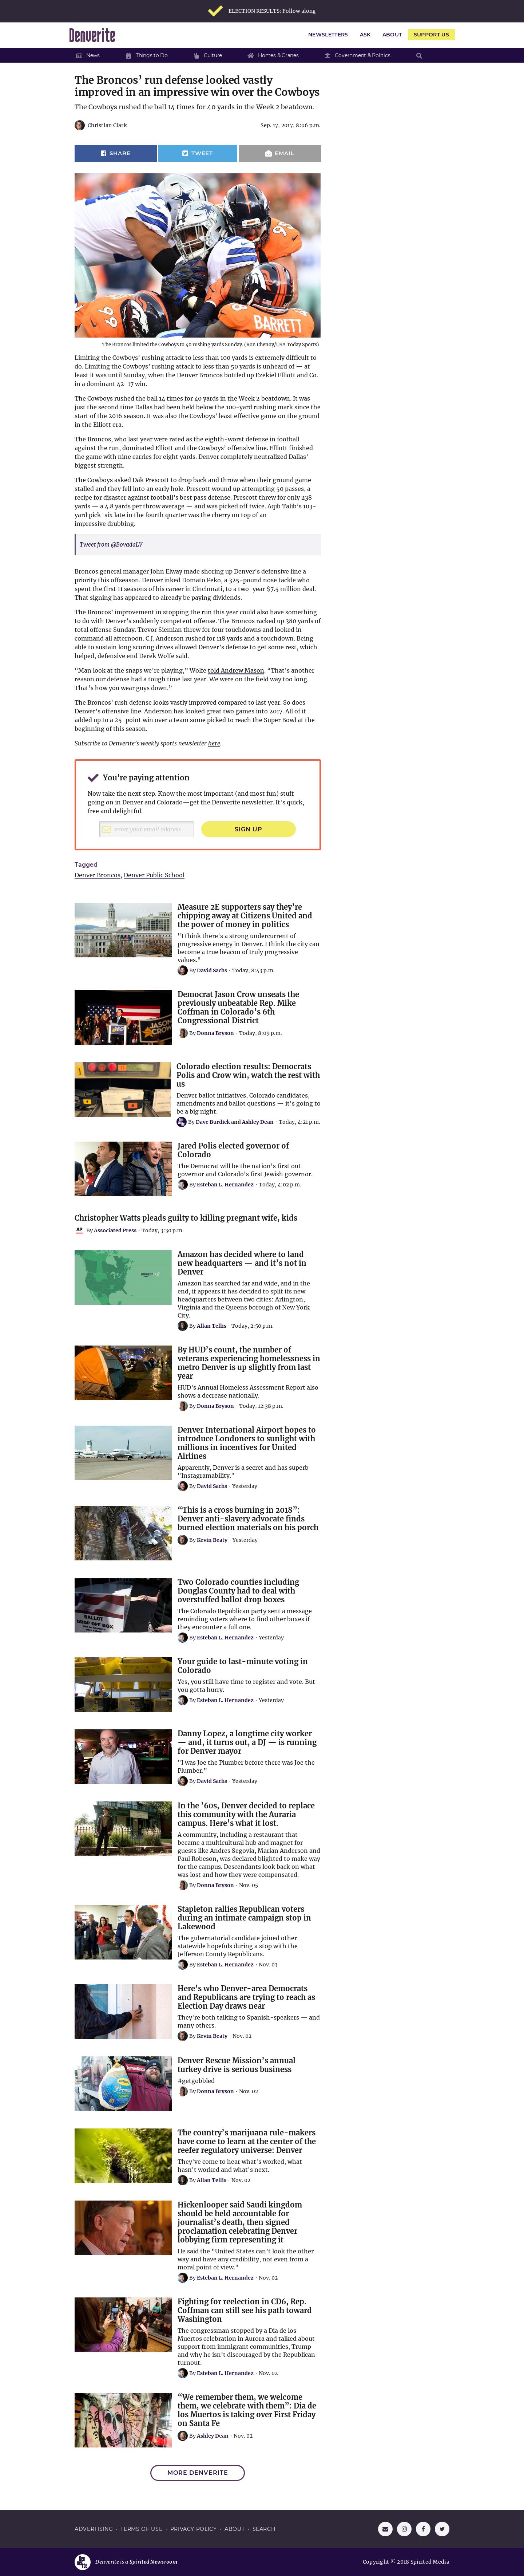 ELECTION RESULTS: Follow along
Denverite
NEWSLETTERS ASK ABOUT SUPPORT US
News Things to Do Culture Homes & Cranes Government & Politics
The Broncos’ run defense looked vastly
improved in an impressive win over the Cowboys
The Cowboys rushed the ball 14 times for 40 yards in the Week 2 beatdown.
Christian Clark Sep. 17, 2017, 8:06 p.m.
SHARE TWEET EMAIL
The Broncos limited the Cowboys to 40 rushing yards Sunday. (Ron Cheney/USA Today Sports)
Limiting the Cowboys’ rushing attack to less than 100 yards is extremely difficult to
do. Limiting the Cowboys’ rushing attack to less than 50 yards is unheard of — at
least it was until Sunday, when the Denver Broncos bottled up Ezekiel Elliott and Co.
in a dominant 42-17 win.
The Cowboys rushed the ball 14 times for 40 yards in the Week 2 beatdown. It was
just the second time Dallas had been held below the 100-yard rushing mark since the
start of the 2016 season. It was also the Cowboys’ least effective game on the ground
in the Elliott era.
The Broncos, who last year were rated as the eighth-worst defense in football
against the run, dominated Elliott and the Cowboys’ offensive line. Elliott finished
the game with nine carries for eight yards. Denver completely neutralized Dallas’
biggest strength.
The Cowboys asked Dak Prescott to drop back and throw when their ground game
stalled and they fell into an early hole. Prescott wound up attempting 50 passes, a
recipe for disaster against football’s best pass defense. Prescott threw for only 238
yards — a 4.8 yards per throw average — and was picked off twice. Aqib Talib’s 103-
yard pick-six late in the fourth quarter was the cherry on top of an
impressive drubbing.
Tweet from @BovadaLV
Broncos general manager John Elway made shoring up Denver’s defensive line a
priority this offseason. Denver inked Domato Peko, a 325-pound nose tackle who
spent the first 11 seasons of his career in Cincinnati, to a two-year $7.5 million deal.
That signing has appeared to already be paying dividends.
The Broncos’ improvement in stopping the run this year could also have something
to do with Denver’s suddenly competent offense. The Broncos racked up 380 yards of
total offense Sunday. Trevor Siemian threw for four touchdowns and looked in
command all afternoon. C.J. Anderson rushed for 118 yards and a touchdown. Being
able to sustain long scoring drives allowed Denver’s defense to get some rest, which
helped, defensive end Derek Wolfe said.
“Man look at the snaps we’re playing,” Wolfe told Andrew Mason. “That’s another
reason our defense had a tough time last year. We were on the field way too long.
That’s how you wear guys down.”
The Broncos’ run defense looks vastly improved compared to last year. So does
Denver’s offensive line. Anderson has looked great two games into 2017. All of it
added up to a 25-point win over a team some picked to reach the Super Bowl at the
beginning of this season.
Subscribe to Denverite’s weekly sports newsletter here.
You’re paying attention
Now take the next step. Know the most important (and most fun) stuff
going on in Denver and Colorado—get the Denverite newsletter. It’s quick,
free and delightful.
enter your email address SIGN UP
Tagged
Denver Broncos, Denver Public School
Measure 2E supporters say they’re
chipping away at Citizens United and
the power of money in politics
"I think there’s a strong undercurrent of
progressive energy in Denver. I think the city can
become a true beacon of truly progressive
values."
By David Sachs - Today, 8:43 p.m.
Democrat Jason Crow unseats the
previously unbeatable Rep. Mike
Coffman in Colorado’s 6th
Congressional District
By Donna Bryson - Today, 8:09 p.m.
Colorado election results: Democrats
Polis and Crow win, watch the rest with
us
Denver ballot initiatives, Colorado candidates,
amendments and ballot questions — it’s going to
be a big night.
By Dave Burdick and Ashley Dean - Today, 4:21 p.m.
Jared Polis elected governor of
Colorado
The Democrat will be the nation’s first out
governor and Colorado’s first Jewish governor.
By Esteban L. Hernandez - Today, 4:02 p.m.
Christopher Watts pleads guilty to killing pregnant wife, kids
AP By Associated Press - Today, 3:30 p.m.
Amazon has decided where to land
new headquarters — and it’s not in
Denver
Amazon has searched far and wide, and in the
end, it appears it has decided to split its new
headquarters between two cities: Arlington,
Virginia and the Queens borough of New York
City.
By Allan Tellis - Today, 2:50 p.m.
By HUD’s count, the number of
veterans experiencing homelessness in
metro Denver is up slightly from last
year
HUD’s Annual Homeless Assessment Report also
shows a decrease nationally.
By Donna Bryson - Today, 12:38 p.m.
Denver International Airport hopes to
introduce Londoners to sunlight with
millions in incentives for United
Airlines
Apparently, Denver is a secret and has superb
"Instagramability."
By David Sachs - Yesterday
“This is a cross burning in 2018”:
Denver anti-slavery advocate finds
burned election materials on his porch
By Kevin Beaty - Yesterday
Two Colorado counties including
Douglas County had to deal with
overstuffed ballot drop boxes
The Colorado Republican party sent a message
reminding voters where to find other boxes if
they encounter a full one.
By Esteban L. Hernandez - Yesterday
Your guide to last-minute voting in
Colorado
Yes, you still have time to register and vote. But
you gotta hurry.
By Esteban L. Hernandez - Yesterday
Danny Lopez, a longtime city worker
— and, it turns out, a DJ — is running
for Denver mayor
"I was Joe the Plumber before there was Joe the
Plumber."
By David Sachs - Yesterday
In the ’60s, Denver decided to replace
this community with the Auraria
campus. Here’s what it lost.
A community, including a restaurant that
became a multicultural hub and magnet for
guests like Andres Segovia, Marian Anderson and
Paul Robeson, was declared blighted to make way
for the campus. Descendants look back on what
was lost and how they were compensated.
By Donna Bryson - Nov. 05
Stapleton rallies Republican voters
during an intimate campaign stop in
Lakewood
The gubernatorial candidate joined other
statewide hopefuls during a stop with the
Jefferson County Republicans.
By Esteban L. Hernandez - Nov. 03
Here’s who Denver-area Democrats
and Republicans are trying to reach as
Election Day draws near
They’re both talking to Spanish-speakers — and
many others.
By Kevin Beaty - Nov. 02
Denver Rescue Mission’s annual
turkey drive is serious business
#getgobbled
By Donna Bryson - Nov. 02
The country’s marijuana rule-makers
have come to learn at the center of the
reefer regulatory universe: Denver
They’ve come to hear what’s worked, what
hasn’t worked and what’s next.
By Allan Tellis - Nov. 02
Hickenlooper said Saudi kingdom
should be held accountable for
journalist’s death, then signed
proclamation celebrating Denver
lobbying firm representing it
He said the "United States can’t look the other
way and have any credibility, not even from a
moral point of view."
By Esteban L. Hernandez - Nov. 02
Fighting for reelection in CD6, Rep.
Coffman can still see his path toward
Washington
The congressman stopped by a Dia de los
Muertos celebration in Aurora and talked about
support from immigrant communities, Trump
and why he isn’t discouraged by the Republican
turnout.
By Esteban L. Hernandez - Nov. 02
“We remember them, we welcome
them, we celebrate with them”: Dia de
los Muertos is taking over First Friday
on Santa Fe
By Ashley Dean - Nov. 02
MORE DENVERITE
ADVERTISING - TERMS OF USE - PRIVACY POLICY - ABOUT - SEARCH
Denverite is a Spirited Newsroom Copyright © 2018 Spirited Media